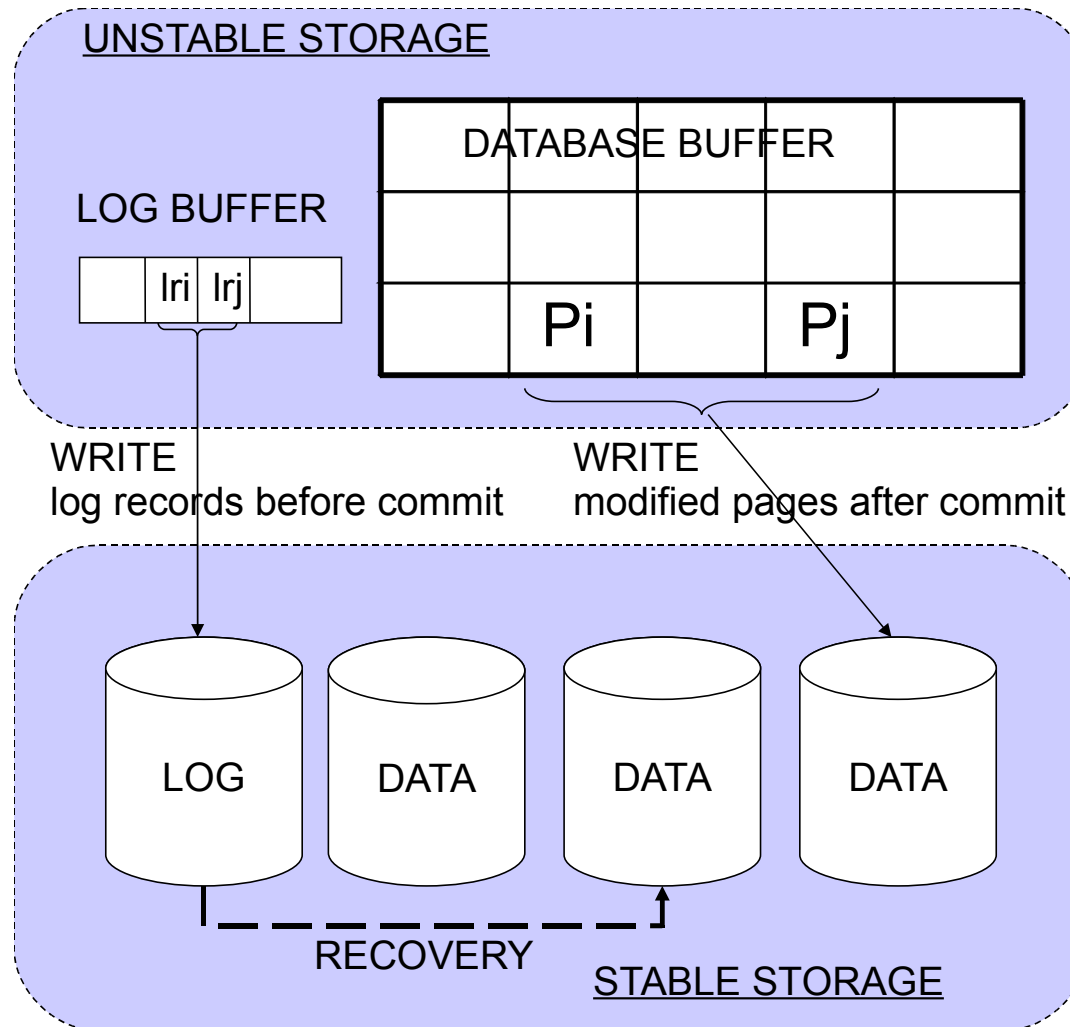 UNSTABLE STORAGE
DATABASE BUFFER
LOG BUFFER
lri lrj
Pi Pj
WRITE
log records before commit
WRITE
modified pages after commit
LOG
DATA
DATA
DATA
RECOVERY
STABLE STORAGE